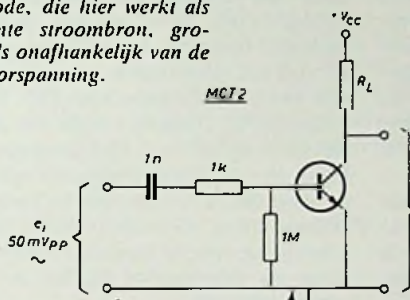 ode, die hier werkt als
nte stroombron, gro-
ls onafhankelijk van de
orspanning.
MCT2
+Vcc
RL
1n
1k
1M
ei
50mVpp
~